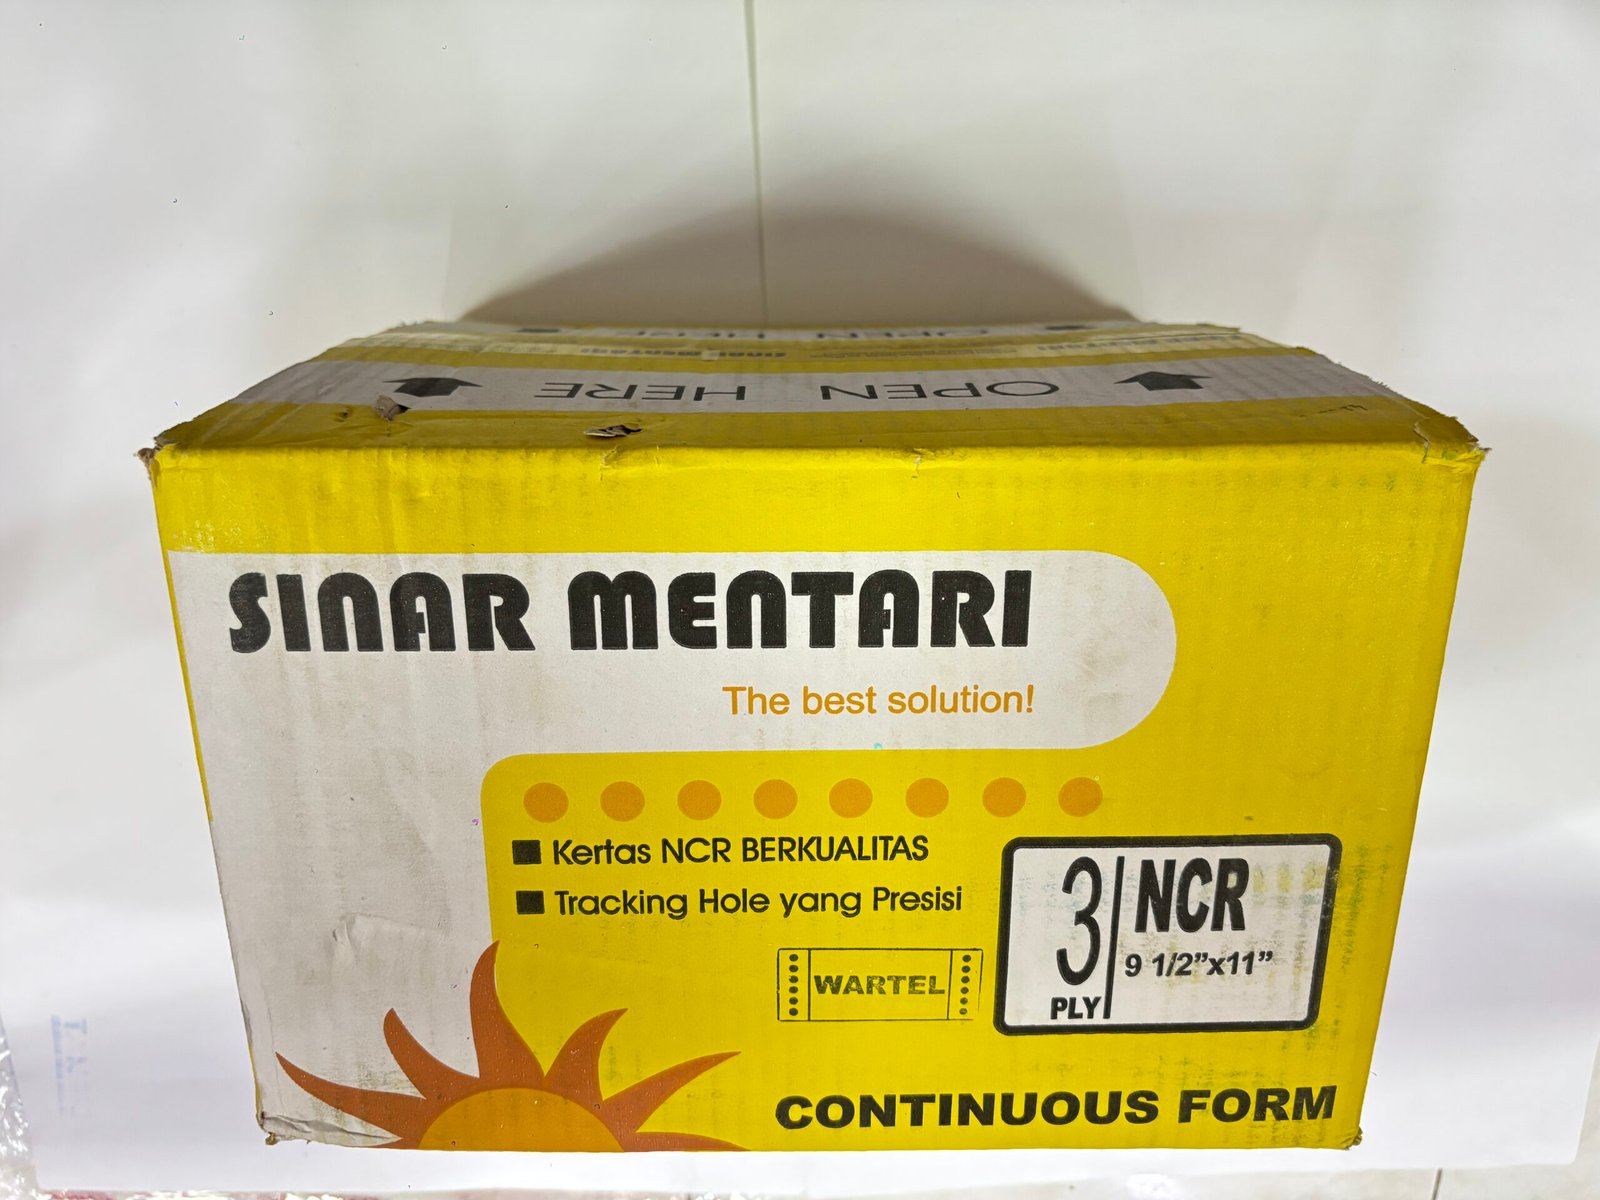 OPEN HERE
SINAR MENTARI
The best solution!
Kertas NCR BERKUALITAS
Tracking Hole yang Presisi
WARTEL
3 PLY
NCR
9 1/2”x11”
CONTINUOUS FORM